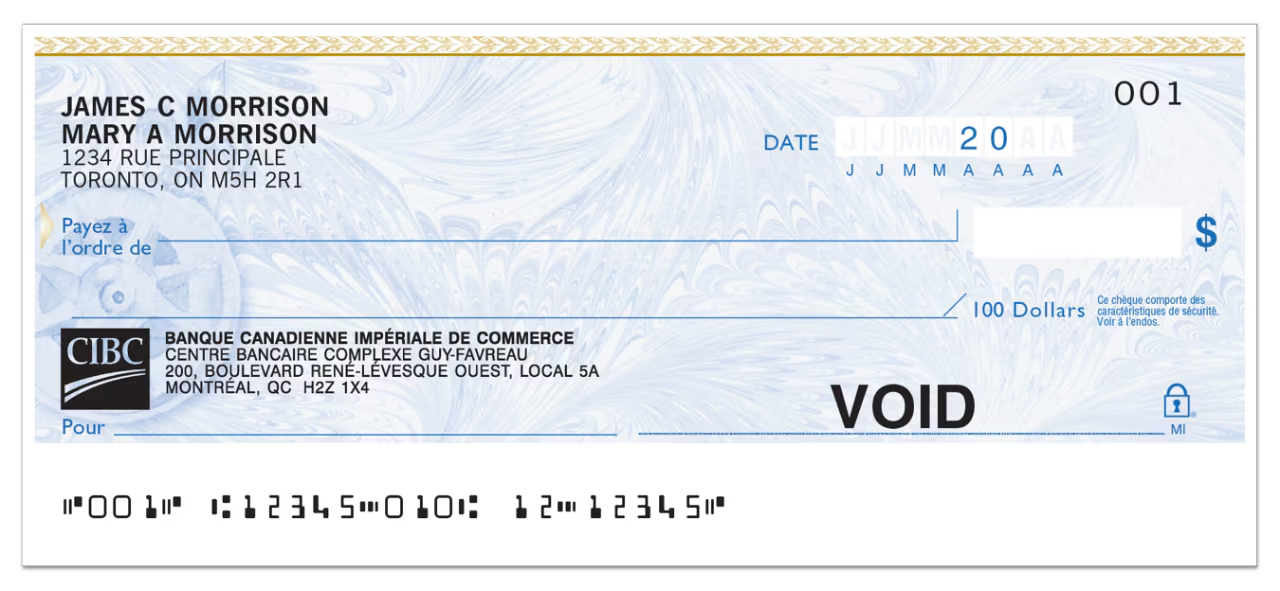 001
JAMES C MORRISON
MARY A MORRISON
1234 RUE PRINCIPALE
TORONTO, ON M5H 2R1
DATE JJMM20AA
J J M M A A A A
Payez à
l'ordre de
$
100 Dollars
Ce chèque comporte des
caractéristiques de sécurité.
Voir à l'endos.
CIBC
BANQUE CANADIENNE IMPÉRIALE DE COMMERCE
CENTRE BANCAIRE COMPLEXE GUY-FAVREAU
200, BOULEVARD RENÉ-LÉVESQUE OUEST, LOCAL 5A
MONTRÉAL, QC H2Z 1X4
VOID
Pour
MI
⑈001⑈ ⑆12345⑉010⑆ 12⑉12345⑈